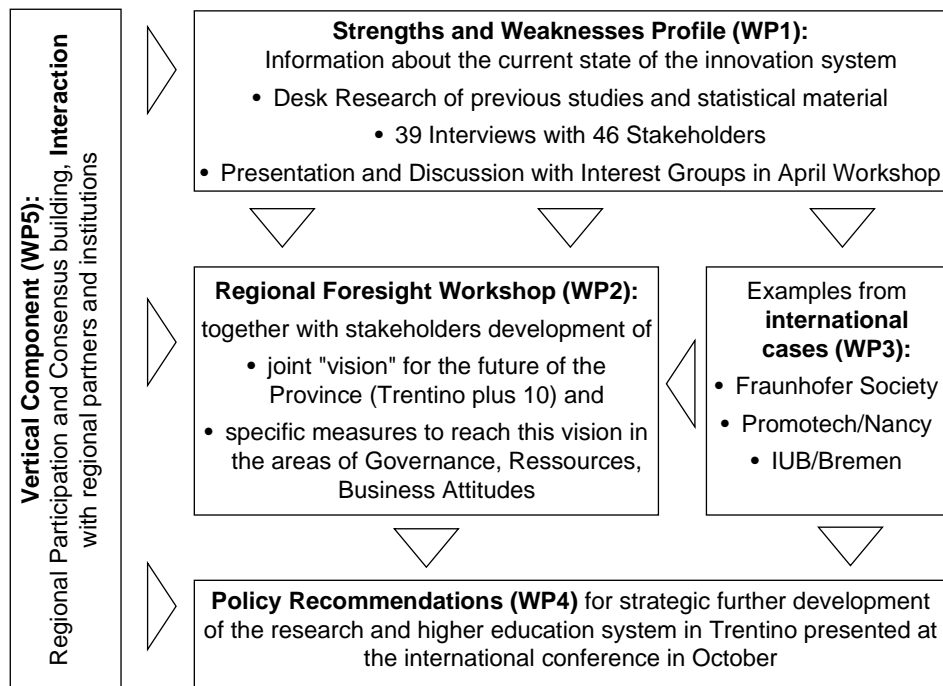 Vertical Component (WP5):
Regional Participation and Consensus building, Interaction
with regional partners and institutions
Strengths and Weaknesses Profile (WP1):
Information about the current state of the innovation system
• Desk Research of previous studies and statistical material
• 39 Interviews with 46 Stakeholders
• Presentation and Discussion with Interest Groups in April Workshop
Regional Foresight Workshop (WP2):
together with stakeholders development of
• joint "vision" for the future of the
Province (Trentino plus 10) and
• specific measures to reach this vision in
the areas of Governance, Ressources,
Business Attitudes
Examples from
international
cases (WP3):
• Fraunhofer Society
• Promotech/Nancy
• IUB/Bremen
Policy Recommendations (WP4) for strategic further development
of the research and higher education system in Trentino presented at
the international conference in October